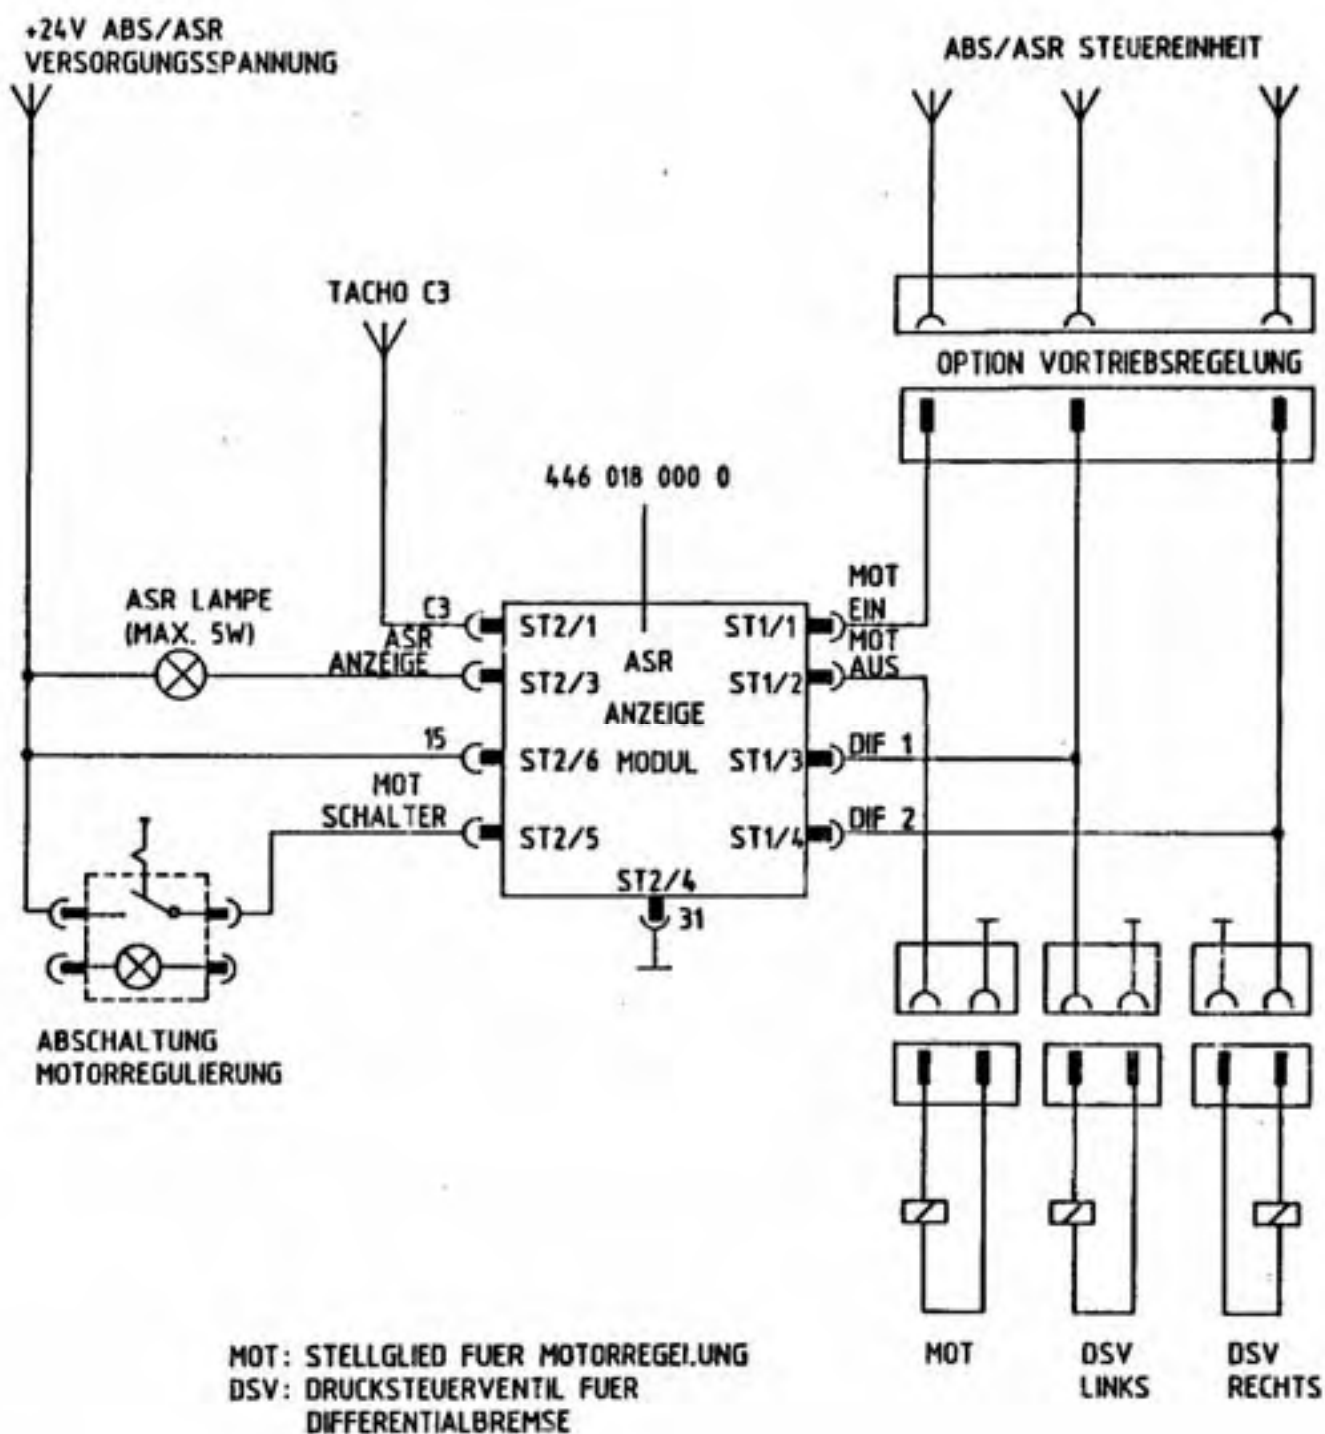 +24V ABS/ASR
VERSORGUNGSSPANNUNG
ABS/ASR STEUEREINHEIT
TACHO C3
OPTION VORTRIEBSREGELUNG
446 018 000 0
ASR LAMPE
(MAX. 5W)
C3
ASR
ANZEIGE
15
MOT
SCHALTER
ST2/1
ST2/3
ST2/6
ST2/5
ASR
ANZEIGE
MODUL
ST1/1
ST1/2
ST1/3
ST1/4
ST2/4
31
MOT
EIN
MOT
AUS
DIF 1
DIF 2
ABSCHALTUNG
MOTORREGULIERUNG
MOT
DSV
LINKS
DSV
RECHTS
MOT: STELLGLIED FUER MOTORREGELUNG
DSV: DRUCKSTEUERVENTIL FUER
DIFFERENTIALBREMSE